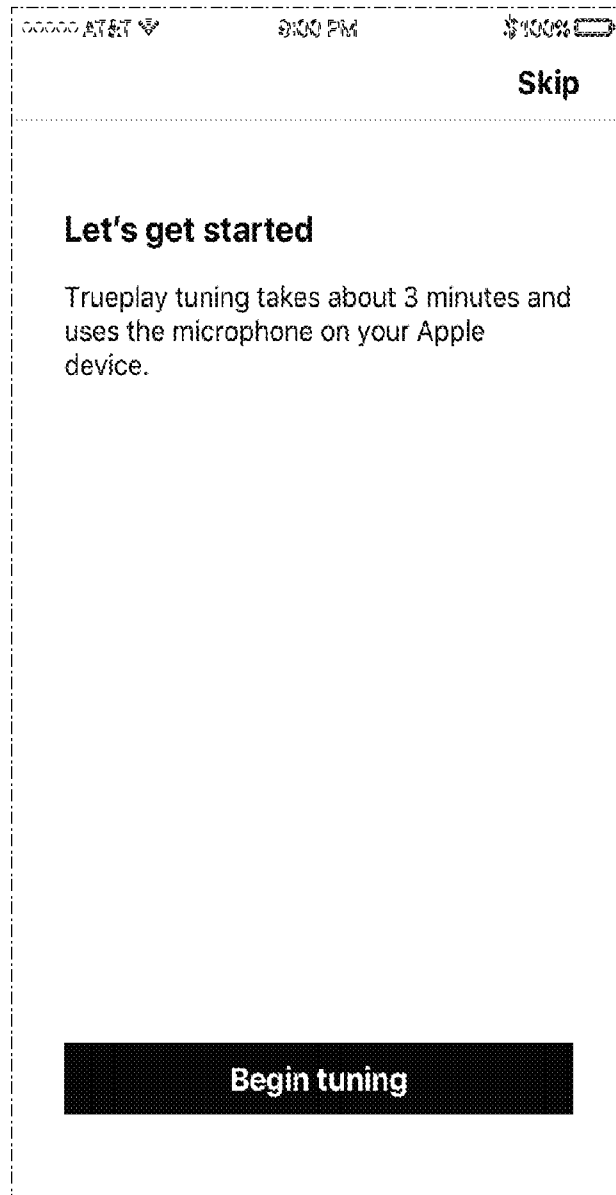 AT&T 9:00 PM 100%
Skip
Let's get started
Trueplay tuning takes about 3 minutes and
uses the microphone on your Apple
device.
Begin tuning